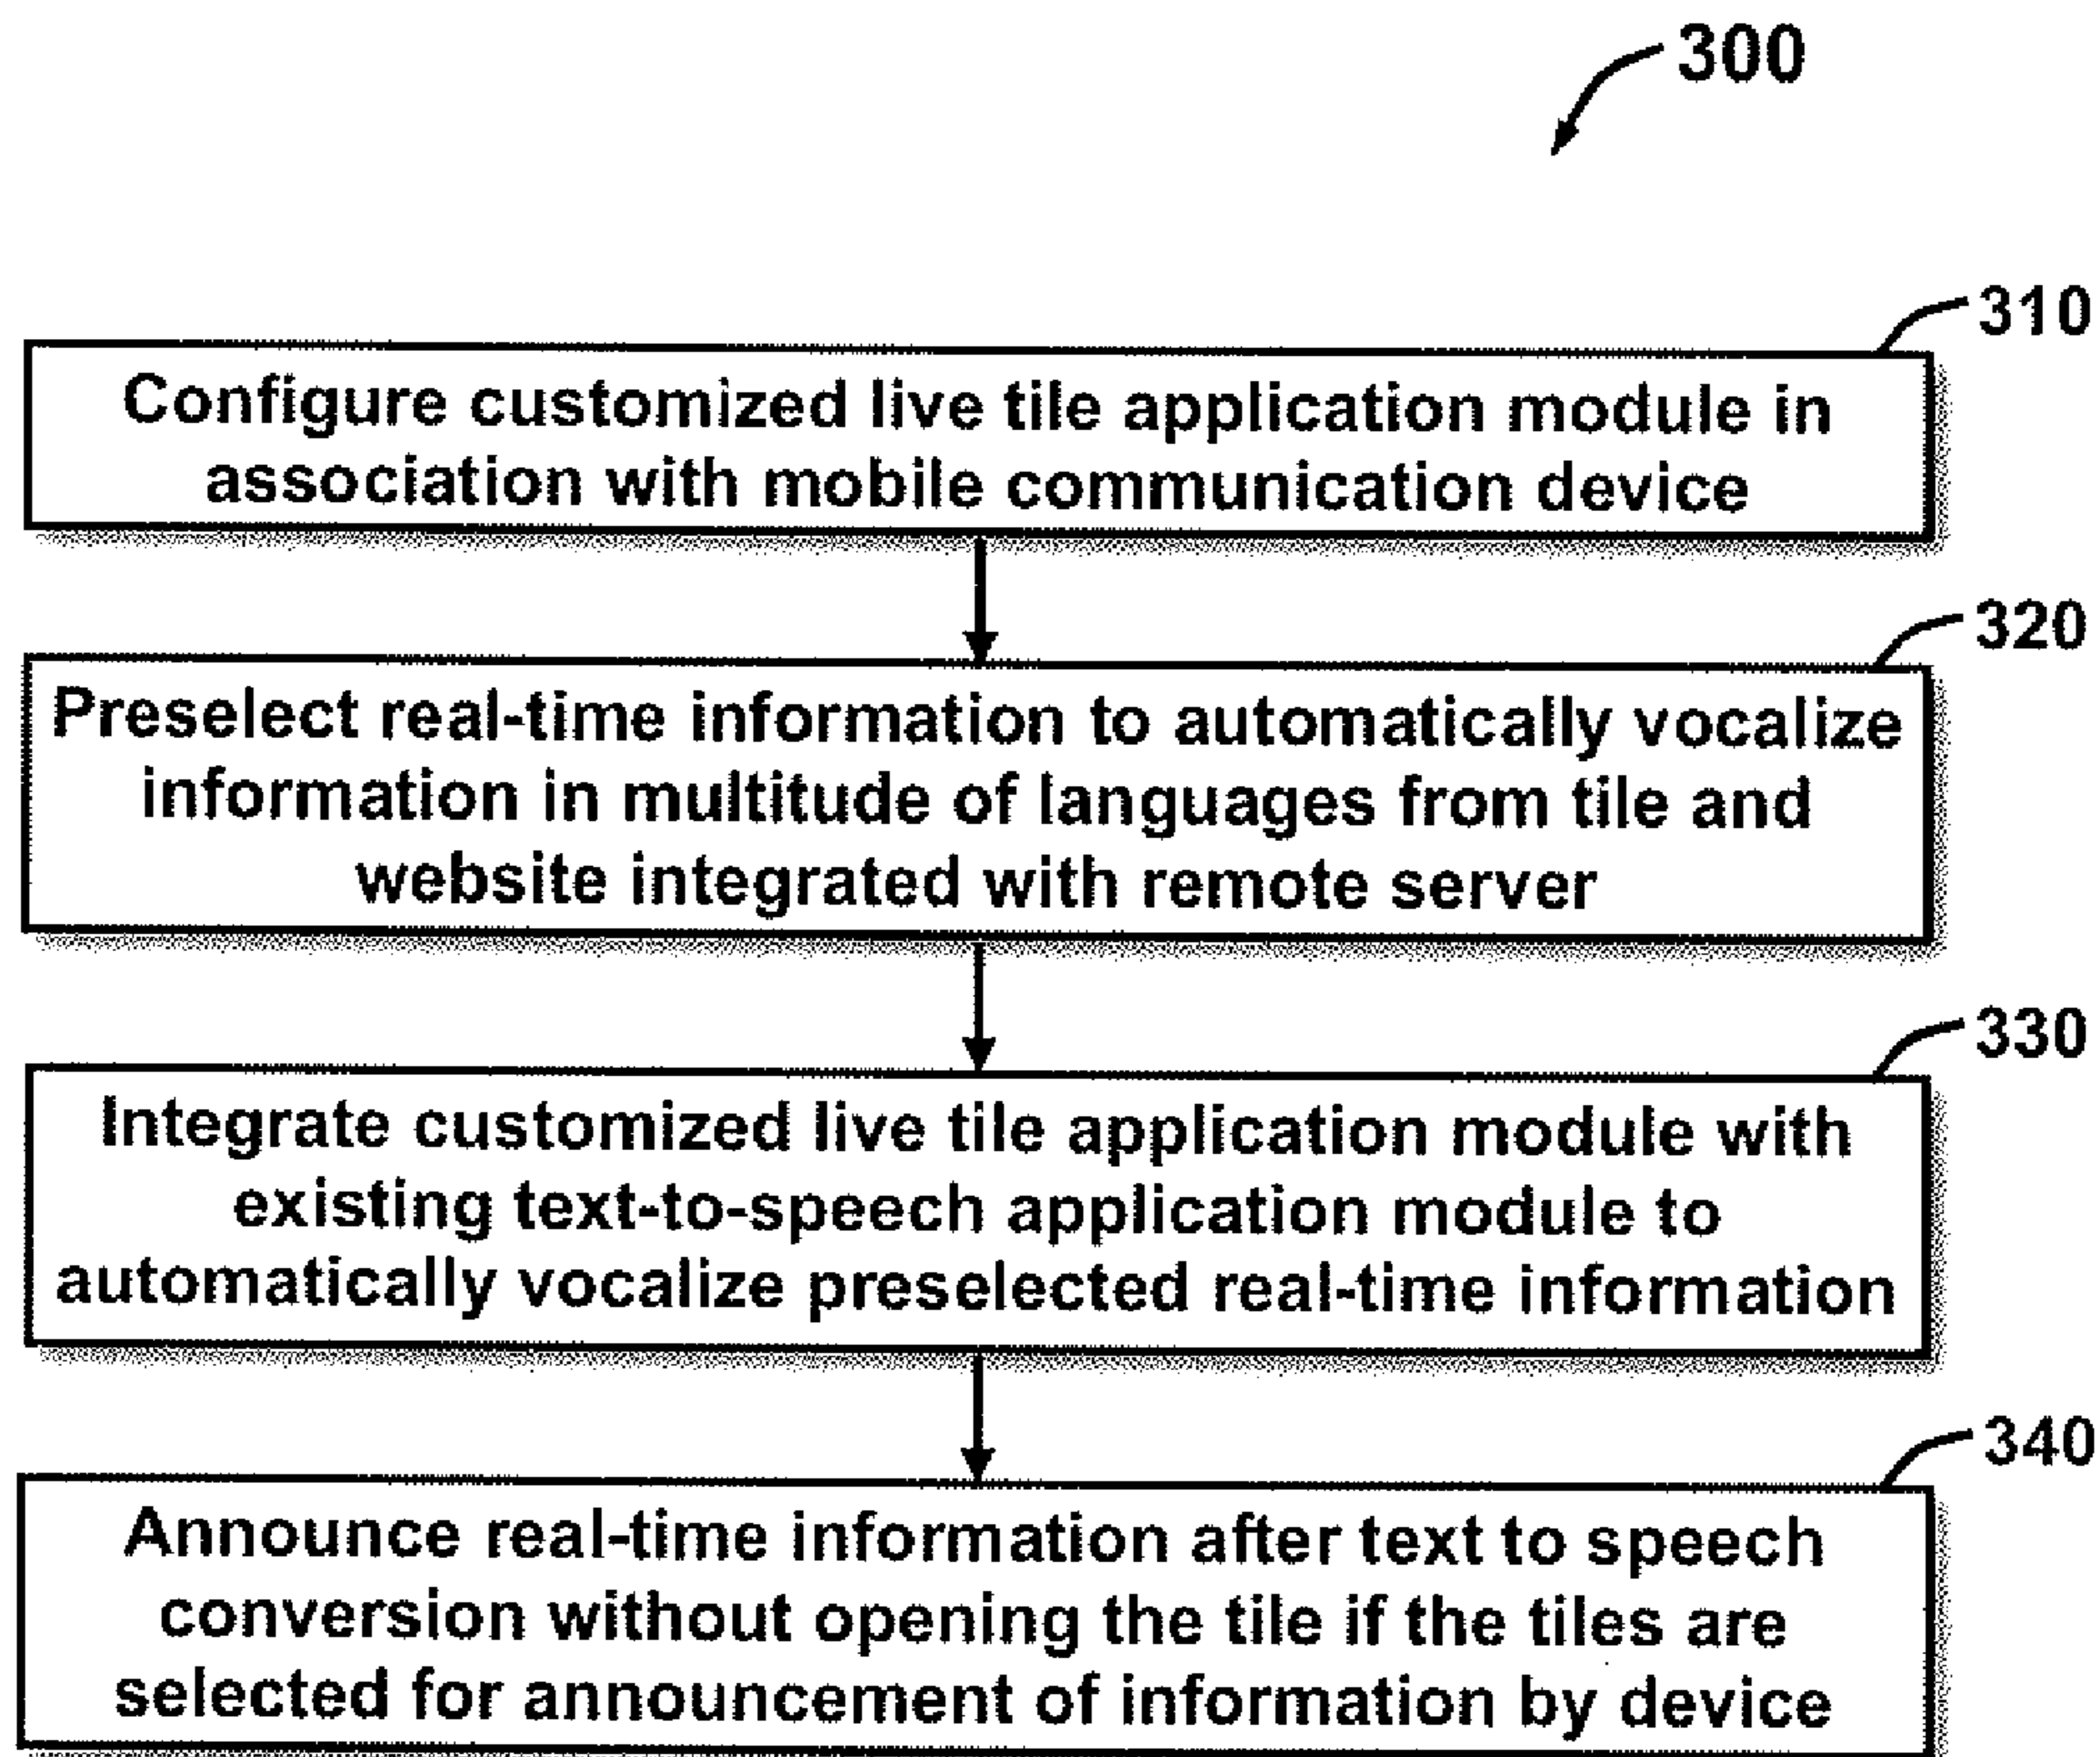 300
310
Configure customized live tile application module in
association with mobile communication device
320
Preselect real-time information to automatically vocalize
information in multitude of languages from tile and
website integrated with remote server
330
Integrate customized live tile application module with
existing text-to-speech application module to
automatically vocalize preselected real-time information
340
Announce real-time information after text to speech
conversion without opening the tile if the tiles are
selected for announcement of information by device